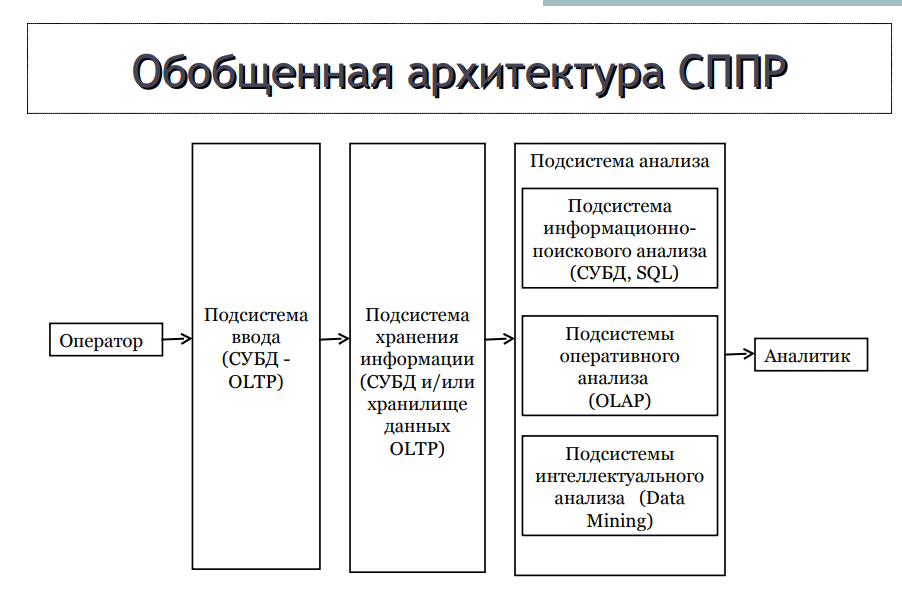 Обобщенная архитектура СППР
Оператор
Подсистема
ввода
(СУБД -
OLTP)
Подсистема
хранения
информации
(СУБД и/или
хранилище
данных
OLTP)
Подсистема анализа
Подсистема
информационно-
поискового анализа
(СУБД, SQL)
Подсистемы
оперативного
анализа
(OLAP)
Подсистемы
интеллектуального
анализа (Data
Mining)
Аналитик